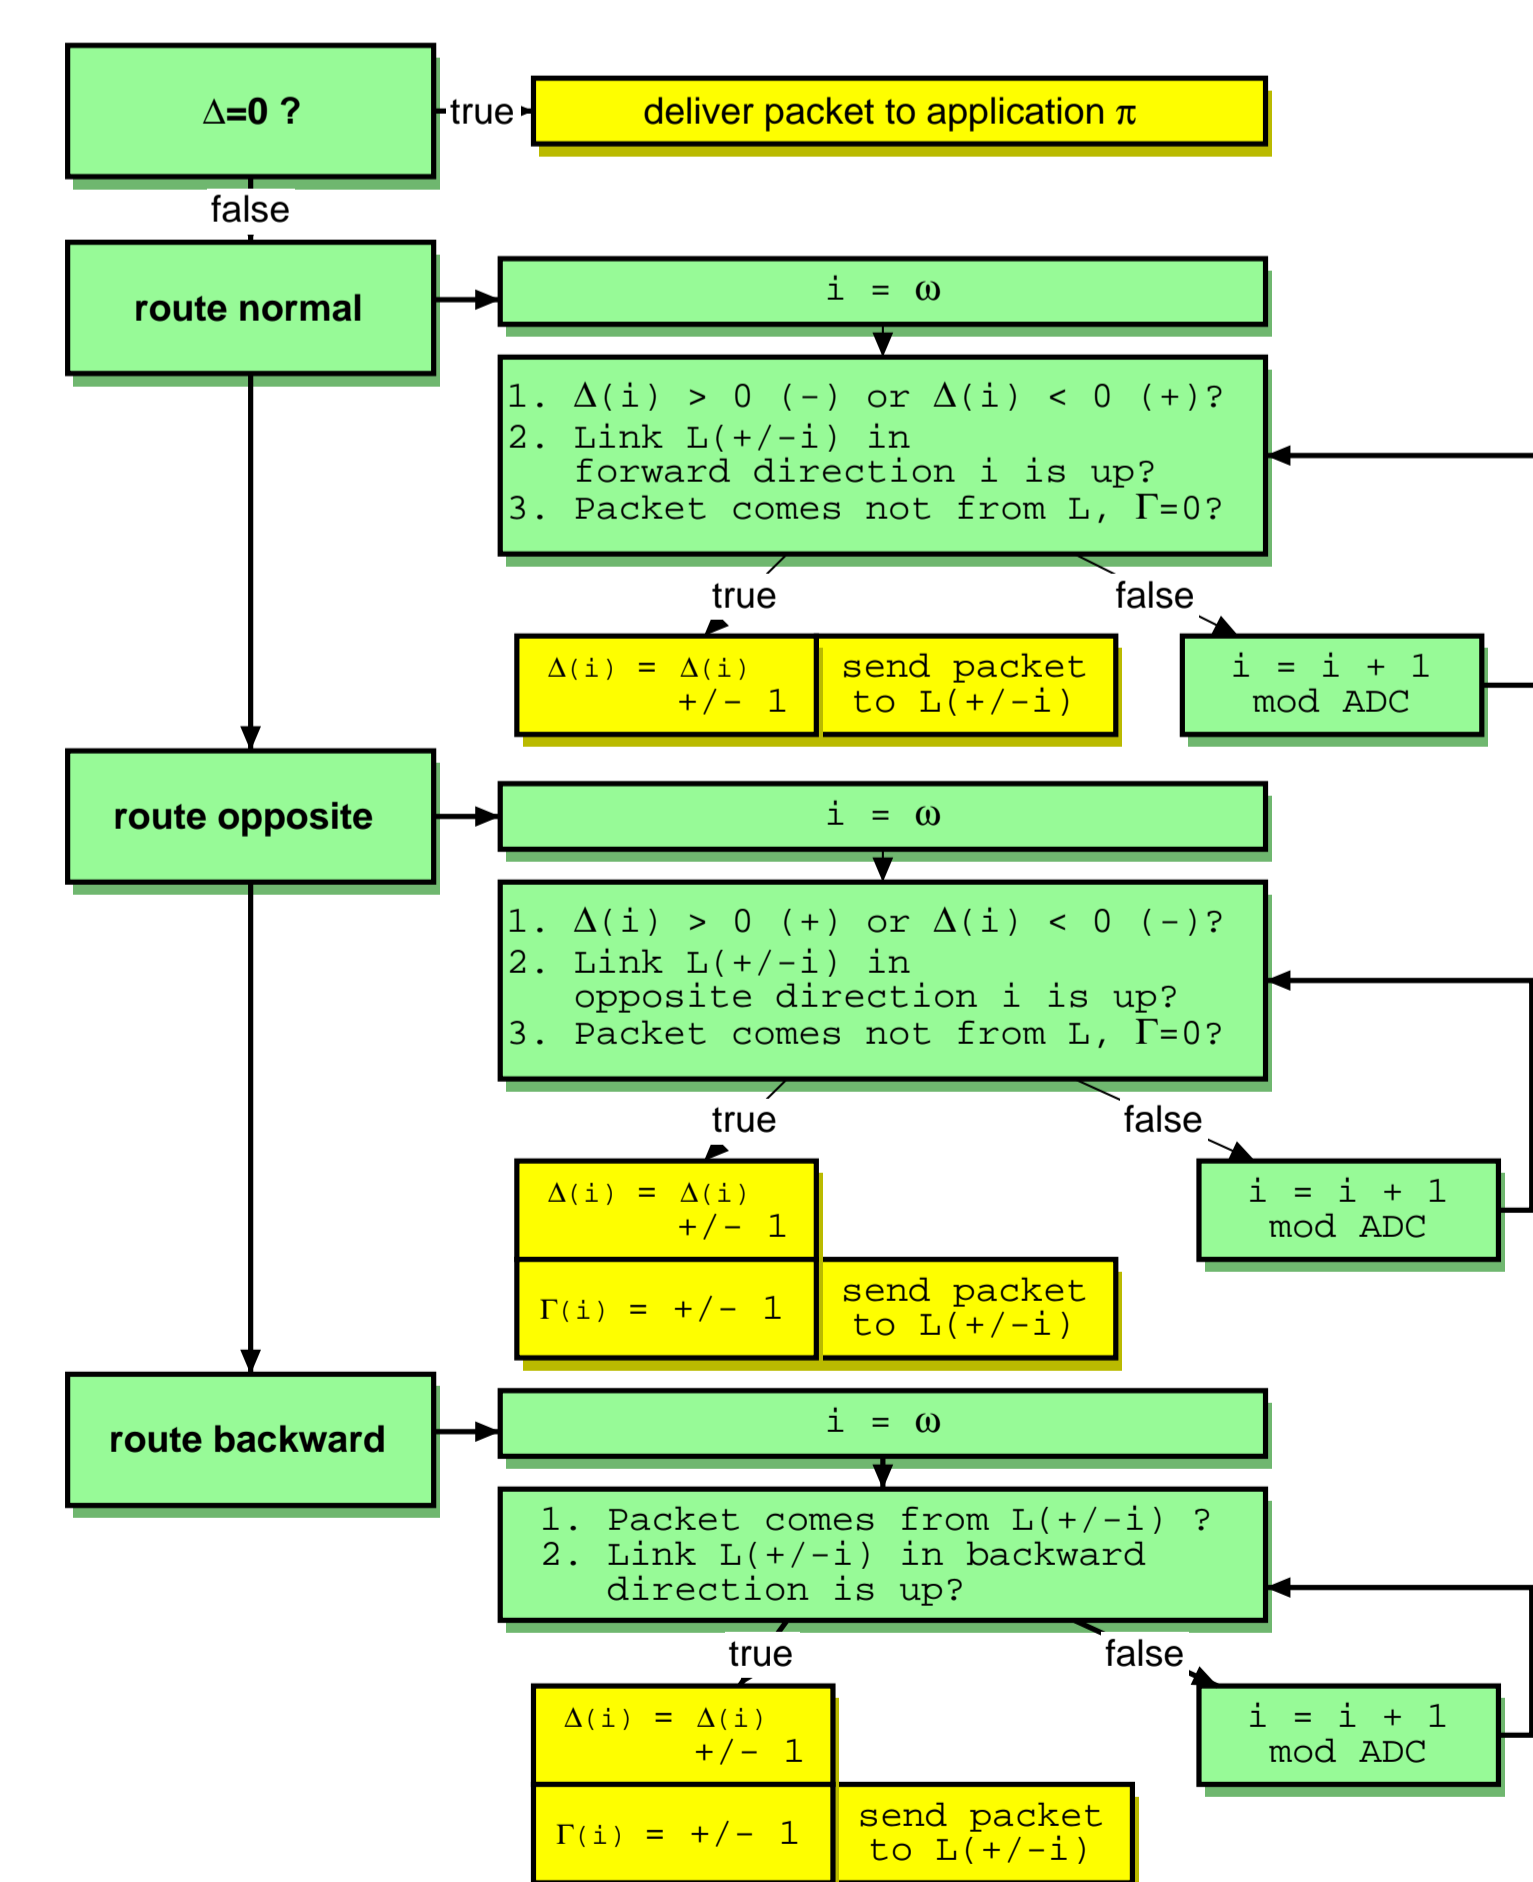 Δ=0 ?
true
deliver packet to application π
false
route normal
i = ω
1. Δ(i) > 0 (-) or Δ(i) < 0 (+)?
2. Link L(+/-i) in
forward direction i is up?
3. Packet comes not from L, Γ=0?
true
false
Δ(i) = Δ(i)
+/- 1
send packet
to L(+/-i)
i = i + 1
mod ADC
route opposite
i = ω
1. Δ(i) > 0 (+) or Δ(i) < 0 (-)?
2. Link L(+/-i) in
opposite direction i is up?
3. Packet comes not from L, Γ=0?
true
false
Δ(i) = Δ(i)
+/- 1
i = i + 1
mod ADC
Γ(i) = +/- 1
send packet
to L(+/-i)
route backward
i = ω
1. Packet comes from L(+/-i) ?
2. Link L(+/-i) in backward
direction is up?
true
false
Δ(i) = Δ(i)
+/- 1
i = i + 1
mod ADC
Γ(i) = +/- 1
send packet
to L(+/-i)